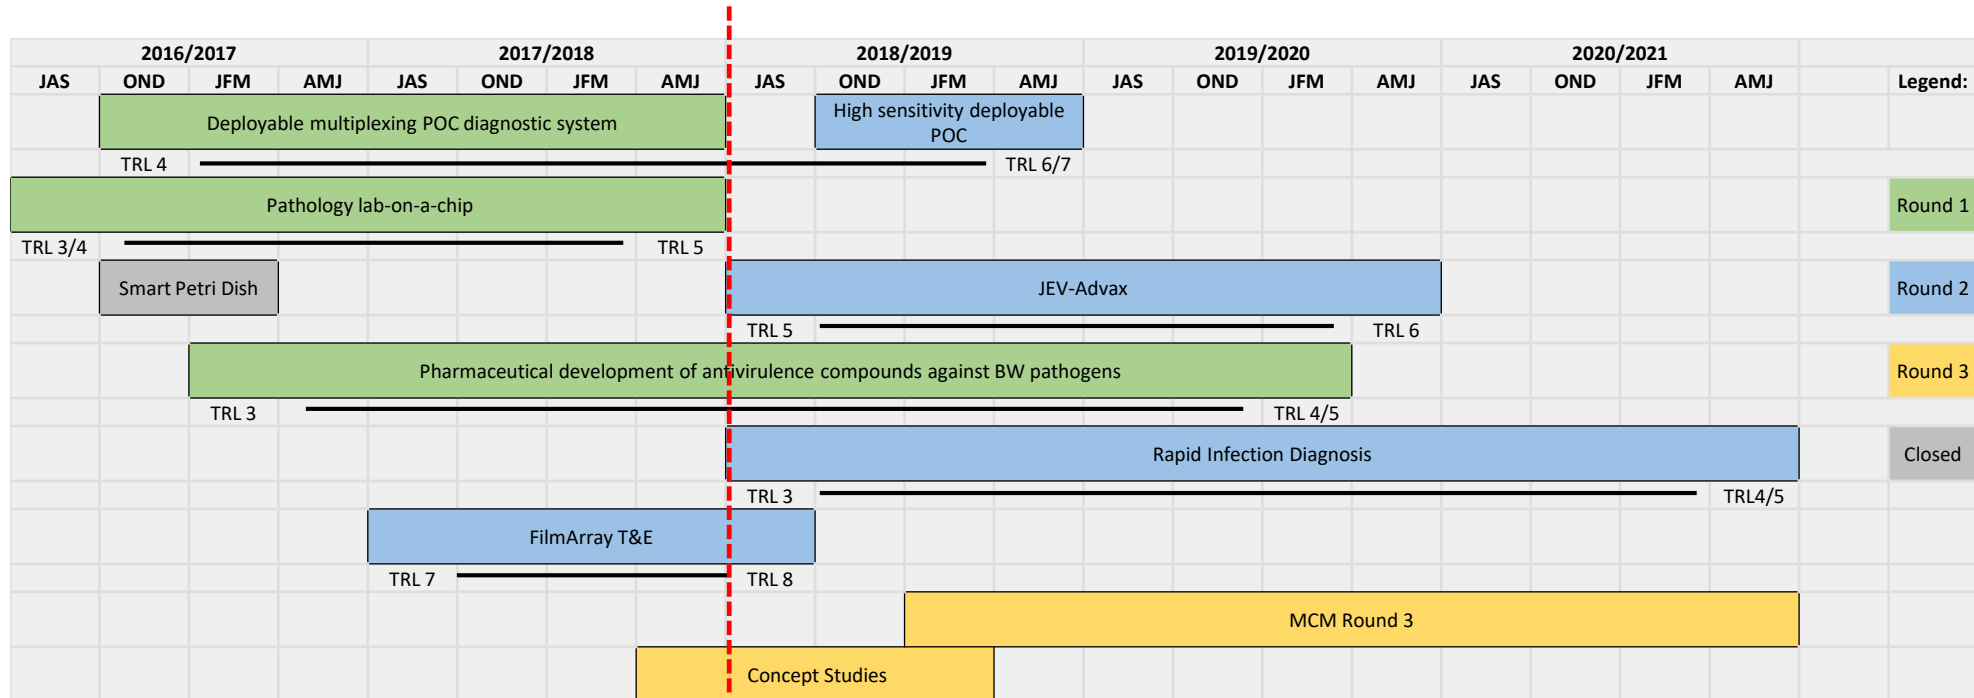 2016/2017 2017/2018 2018/2019 2019/2020 2020/2021
JAS OND JFM AMJ JAS OND JFM AMJ JAS OND JFM AMJ JAS OND JFM AMJ JAS OND JFM AMJ Legend:
Deployable multiplexing POC diagnostic system
High sensitivity deployable
POC
TRL 4 TRL 6/7
Pathology lab-on-a-chip Round 1
TRL 3/4 TRL 5
Smart Petri Dish JEV-Advax Round 2
TRL 5 TRL 6
Pharmaceutical development of antivirulence compounds against BW pathogens Round 3
TRL 3 TRL 4/5
Rapid Infection Diagnosis Closed
TRL 3 TRL4/5
FilmArray T&E
TRL 7 TRL 8
MCM Round 3
Concept Studies